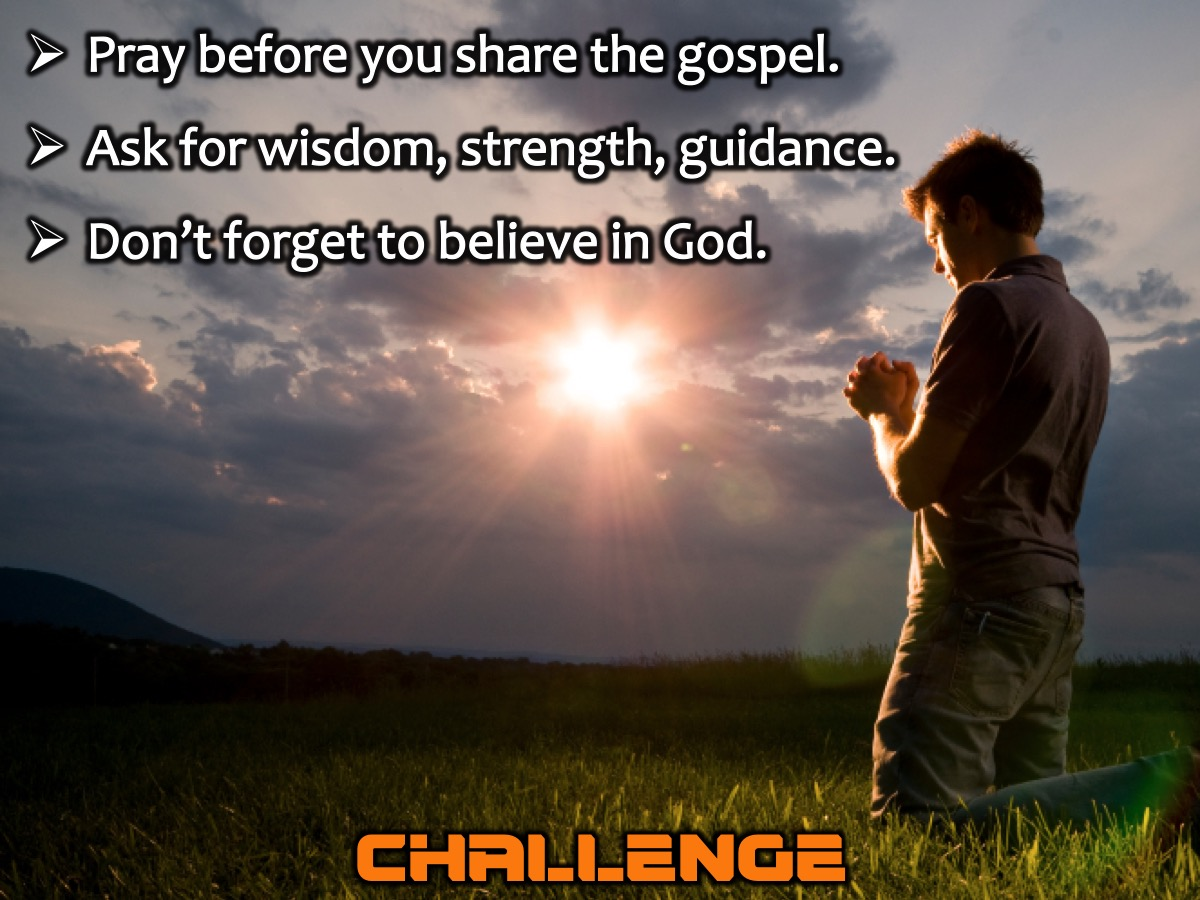 ➢ Pray before you share the gospel.
➢ Ask for wisdom, strength, guidance.
➢ Don’t forget to believe in God.
CHALLENGE